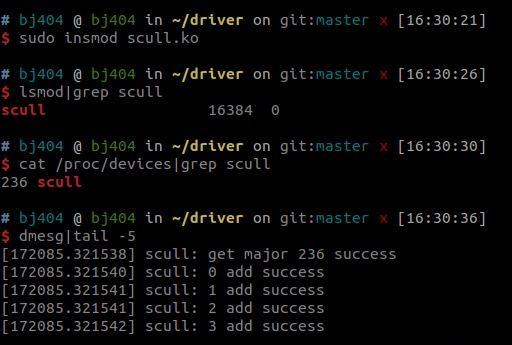 # bj404 @ bj404 in ~/driver on git:master x [16:30:21]
$ sudo insmod scull.ko
# bj404 @ bj404 in ~/driver on git:master x [16:30:26]
$ lsmod|grep scull
scull                  16384  0
# bj404 @ bj404 in ~/driver on git:master x [16:30:30]
$ cat /proc/devices|grep scull
236 scull
# bj404 @ bj404 in ~/driver on git:master x [16:30:36]
$ dmesg|tail -5
[172085.321538] scull: get major 236 success
[172085.321540] scull: 0 add success
[172085.321541] scull: 1 add success
[172085.321541] scull: 2 add success
[172085.321542] scull: 3 add success